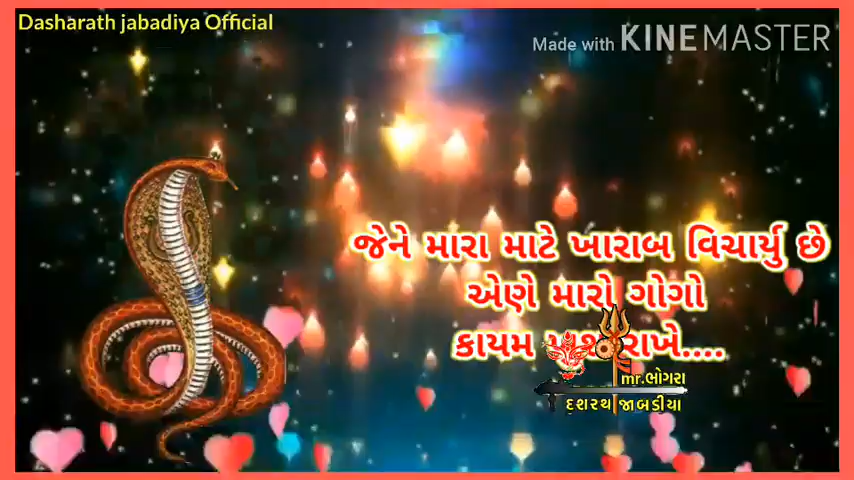 Dasharath jabadiya Official
Made with KINEMASTER
જેને મારા માટે ખારાબ વિચાર્યુ છે
એણે મારો ગોગો
કાયમ રાખે....
mr.ભોગરા
દશરથ જાબડીયા